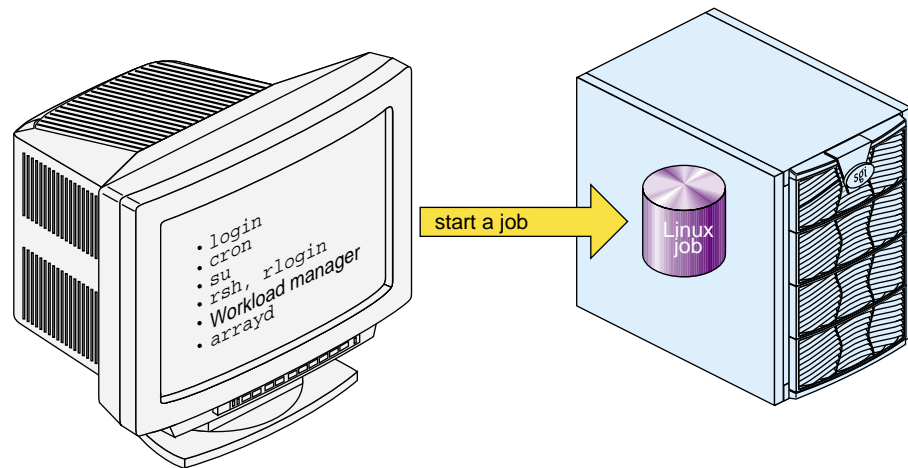 • login
• cron
• su
• rsh, rlogin
• Workload manager
• arrayd
start a job
Linux
job
sgi